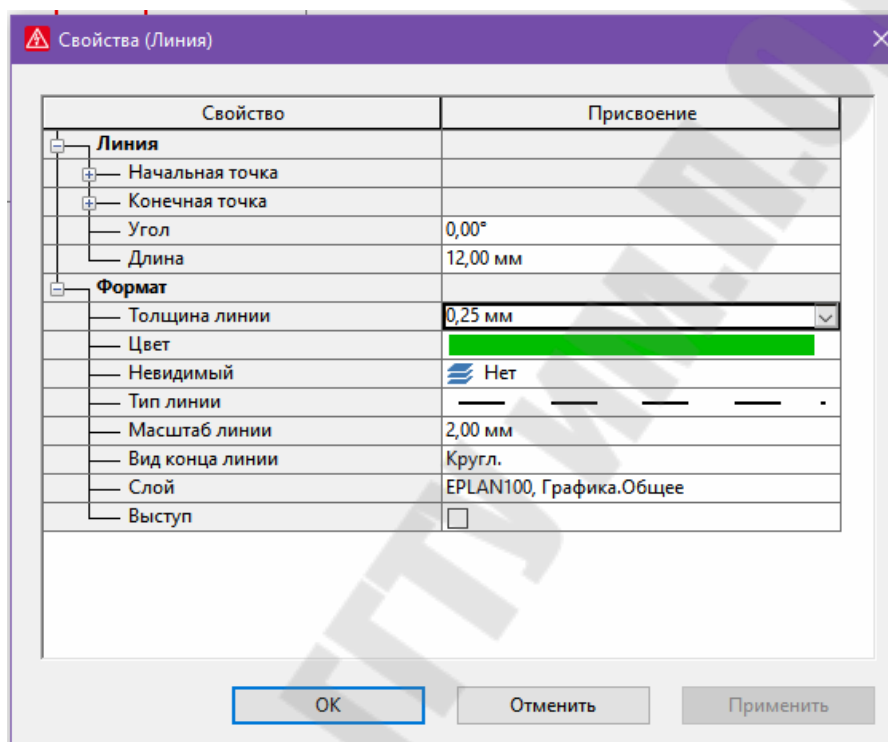 Свойства (Линия)
Свойство Присвоение
Линия
Начальная точка
Конечная точка
Угол 0,00°
Длина 12,00 мм
Формат
Толщина линии 0,25 мм
Цвет
Невидимый Нет
Тип линии
Масштаб линии 2,00 мм
Вид конца линии Кругл.
Слой EPLAN100, Графика.Общее
Выступ
OK Отменить Применить
ГГТУ ИМ.П.О.